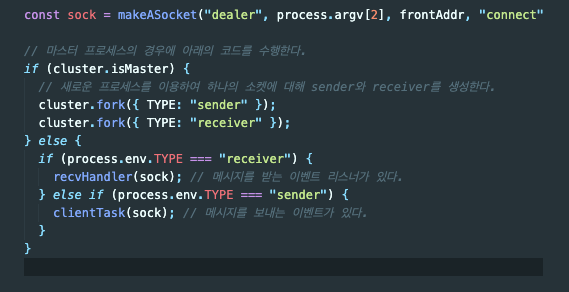 const sock = makeASocket("dealer", process.argv[2], frontAddr, "connect"
// 마스터 프로세스의 경우에 아래의 코드를 수행한다.
if (cluster.isMaster) {
// 새로운 프로세스를 이용하여 하나의 소켓에 대해 sender와 receiver를 생성한다.
cluster.fork({ TYPE: "sender" });
cluster.fork({ TYPE: "receiver" });
} else {
if (process.env.TYPE === "receiver") {
recvHandler(sock); // 메시지를 받는 이벤트 리스너가 있다.
} else if (process.env.TYPE === "sender") {
clientTask(sock); // 메시지를 보내는 이벤트가 있다.
}
}